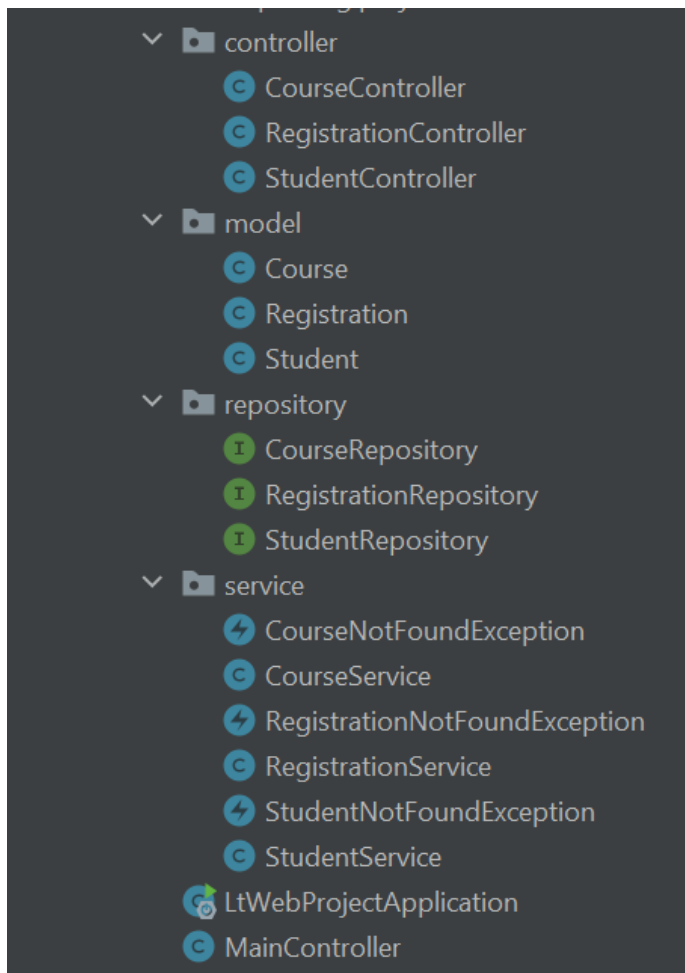 controller
CourseController
RegistrationController
StudentController
model
Course
Registration
Student
repository
CourseRepository
RegistrationRepository
StudentRepository
service
CourseNotFoundException
CourseService
RegistrationNotFoundException
RegistrationService
StudentNotFoundException
StudentService
LtWebProjectApplication
MainController